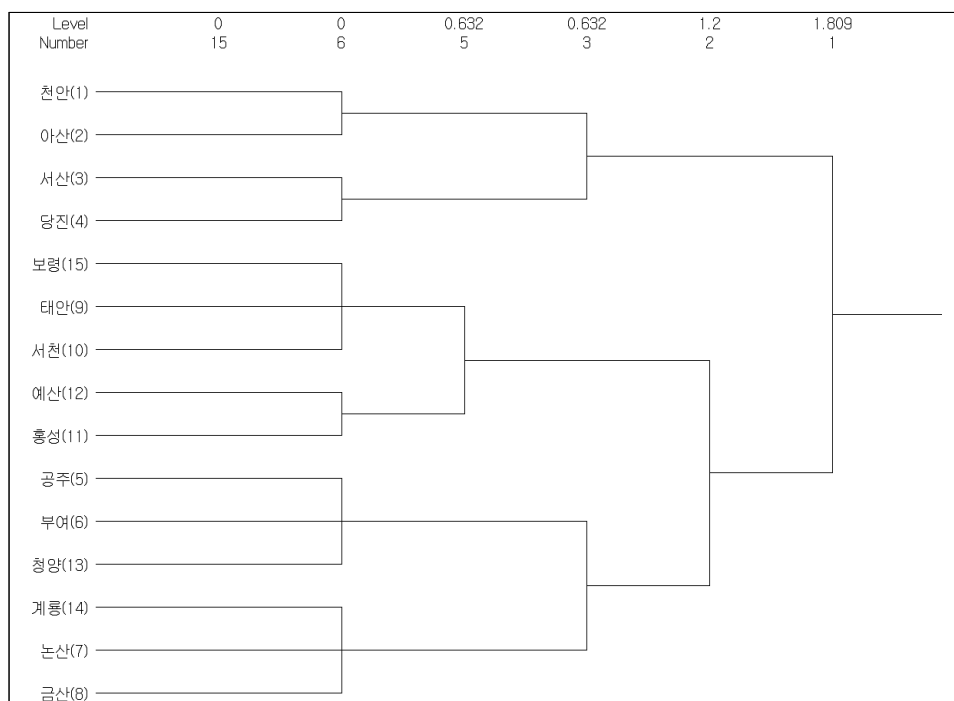 Level 0 0 0.632 0.632 1.2 1.809
Number 15 6 5 3 2 1
천안(1)
아산(2)
서산(3)
당진(4)
보령(15)
태안(9)
서천(10)
예산(12)
홍성(11)
공주(5)
부여(6)
청양(13)
계룡(14)
논산(7)
금산(8)